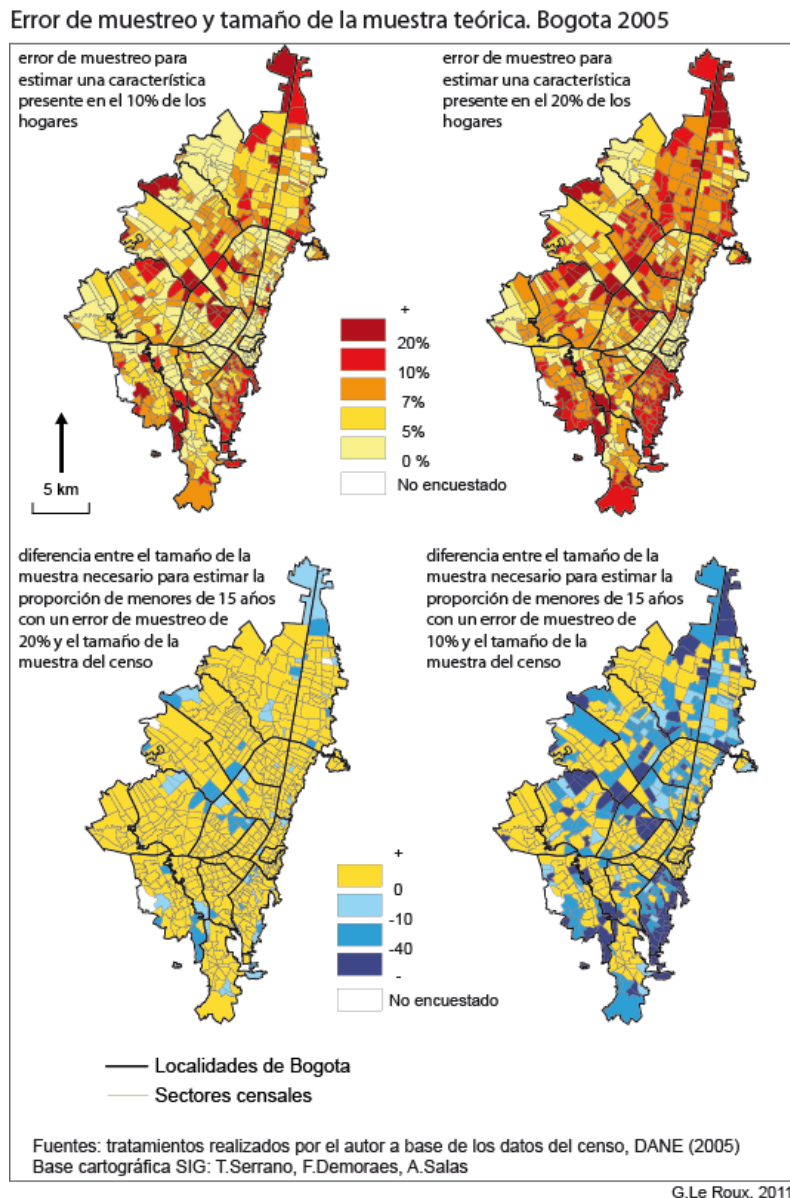 Error de muestreo y tamaño de la muestra teórica. Bogota 2005
error de muestreo para
estimar una característica
presente en el 10% de los
hogares
error de muestreo para
estimar una característica
presente en el 20% de los
hogares
+
20%
10%
7%
5%
0 %
No encuestado
5 km
diferencia entre el tamaño de la
muestra necesario para estimar la
proporción de menores de 15 años
con un error de muestreo de
20% y el tamaño de la
muestra del censo
diferencia entre el tamaño de la
muestra necesario para estimar la
proporción de menores de 15 años
con un error de muestreo de
10% y el tamaño de la
muestra del censo
+
0
-10
-40
-
No encuestado
Localidades de Bogota
Sectores censales
Fuentes: tratamientos realizados por el autor a base de los datos del censo, DANE (2005)
Base cartográfica SIG: T.Serrano, F.Demoraes, A.Salas
G.Le Roux, 2011